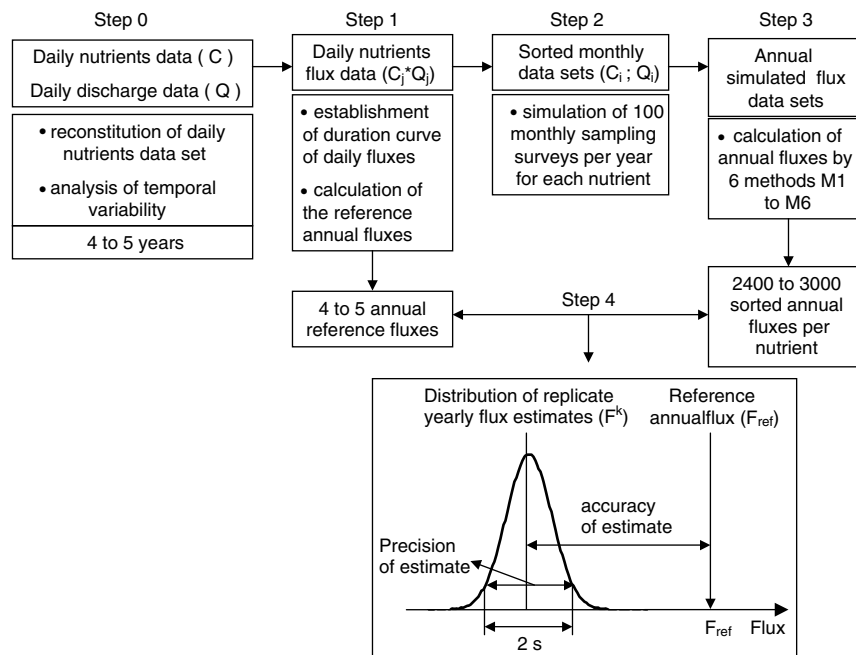 Step 0
Daily nutrients data ( C )
Daily discharge data ( Q )
• reconstitution of daily
nutrients data set
• analysis of temporal
variability
4 to 5 years
Step 1
Daily nutrients
flux data (Cj*Qj)
• establishment
of duration curve
of daily fluxes
• calculation of
the reference
annual fluxes
4 to 5 annual
reference fluxes
Step 2
Sorted monthly
data sets (Ci ; Qi)
• simulation of 100
monthly sampling
surveys per year
for each nutrient
Step 3
Annual
simulated flux
data sets
• calculation of
annual fluxes by
6 methods M1
to M6
2400 to 3000
sorted annual
fluxes per
nutrient
Step 4
Distribution of replicate
yearly flux estimates (F^k)
Reference
annualflux (Fref)
accuracy
of estimate
Precision
of estimate
2 s
Fref
Flux